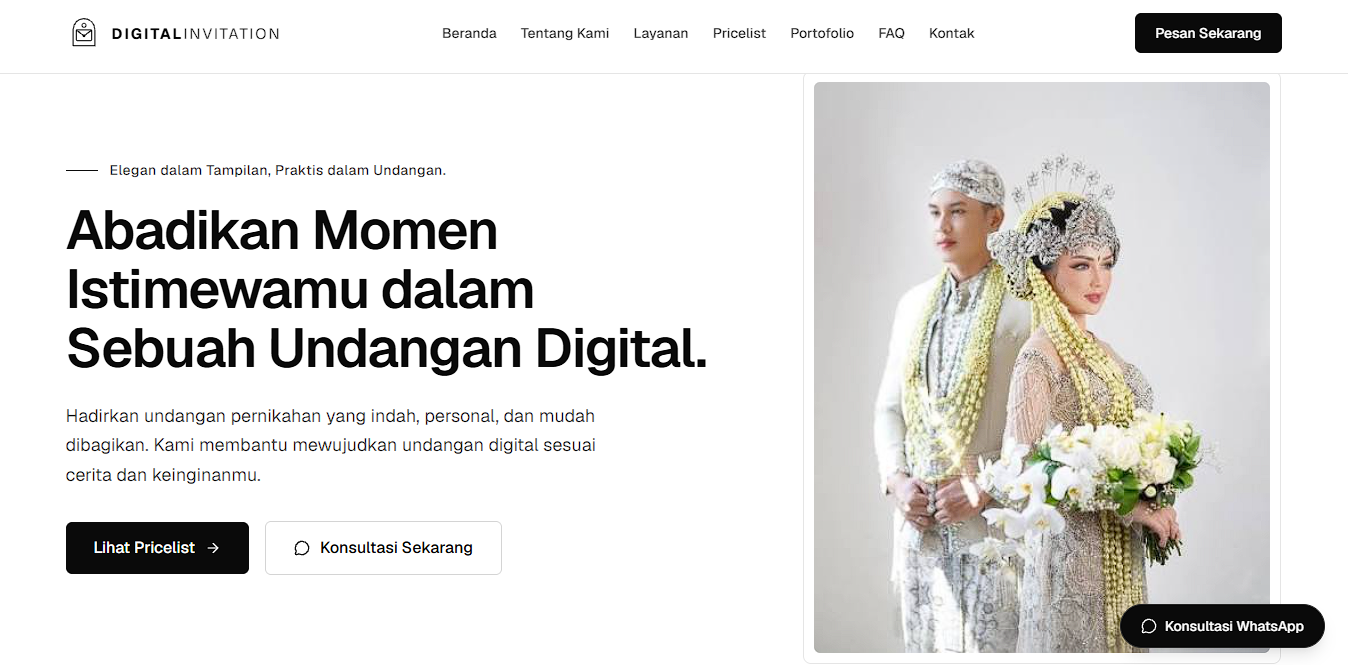 DIGITALINVITATION
Beranda
Tentang Kami
Layanan
Pricelist
Portofolio
FAQ
Kontak
Pesan Sekarang
Elegan dalam Tampilan, Praktis dalam Undangan.
Abadikan Momen
Istimewamu dalam
Sebuah Undangan Digital.
Hadirkan undangan pernikahan yang indah, personal, dan mudah
dibagikan. Kami membantu mewujudkan undangan digital sesuai
cerita dan keinginanmu.
Lihat Pricelist →
Konsultasi Sekarang
Konsultasi WhatsApp